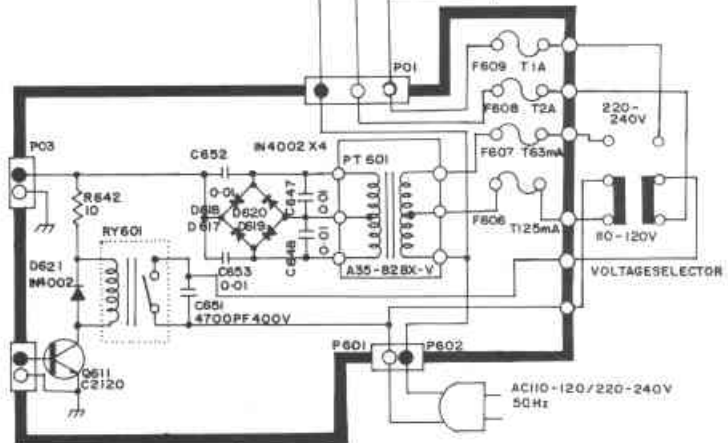 P01
F609 T1A
F608 T2A
220-
240V
P03
C652
IN4002 X4
PT601
F607 T63mA
R642
10
0·01
C647
0·01
D618
D620
D617
D619
F606
RY601
C648
0·01
T125mA
110-120V
D621
IN4002
C653
0·01
A35-828X-V
VOLTAGESELECTOR
C651
4700PF400V
P601
P602
Q611
C2120
AC110-120/220-240V
50Hz